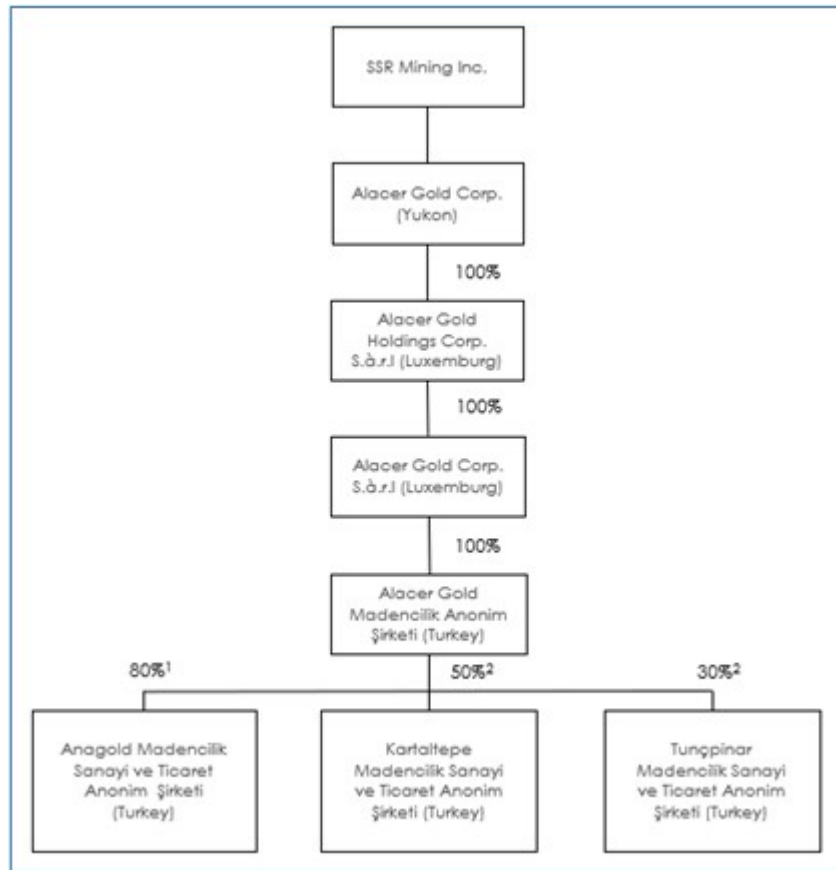 SSR Mining Inc.
Alacer Gold Corp.
(Yukon)
100%
Alacer Gold
Holdings Corp.
S.à.r.l (Luxemburg)
100%
Alacer Gold Corp.
S.à.r.l (Luxemburg)
100%
Alacer Gold
Madencilik Anonim
Şirketi (Turkey)
80%¹
50%²
30%²
Anagold Madencilik
Sanayi ve Ticaret
Anonim Şirketi
(Turkey)
Kartaltepe
Madencilik Sanayi
ve Ticaret Anonim
Şirketi (Turkey)
Tunçpinar
Madencilik Sanayi
ve Ticaret Anonim
Şirketi (Turkey)